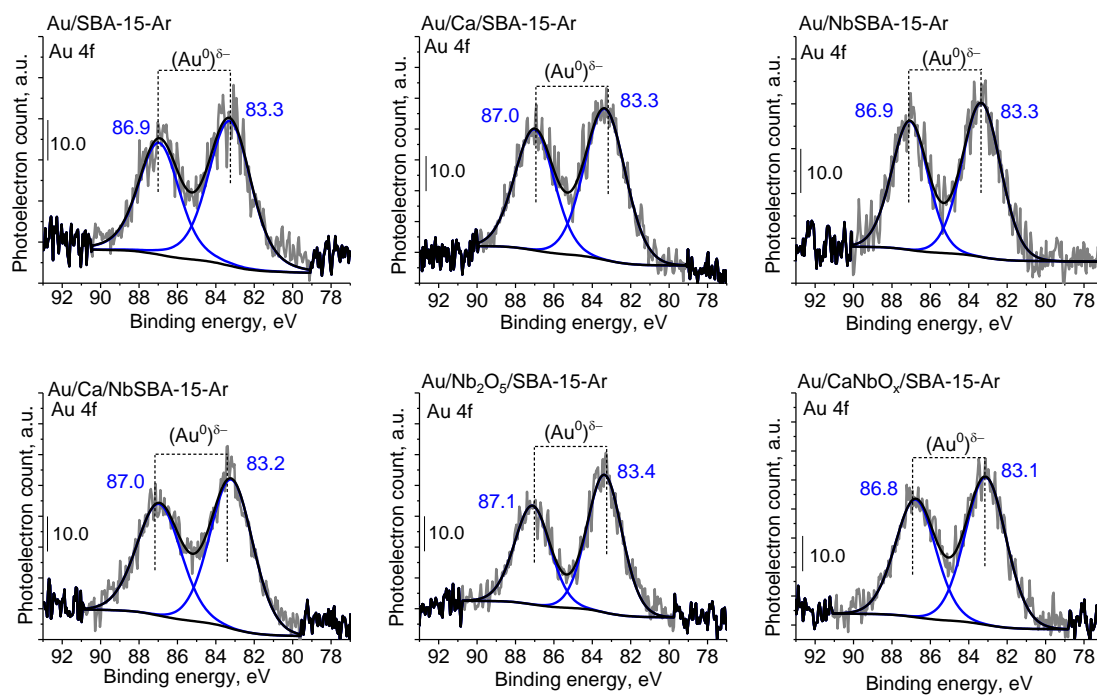 Au/SBA-15-Ar
Au 4f
(Au⁰)^δ–
86.9
83.3
10.0
Photoelectron count, a.u.
92 90 88 86 84 82 80 78
Binding energy, eV
Au/Ca/SBA-15-Ar
Au 4f
(Au⁰)^δ–
87.0
83.3
10.0
Photoelectron count, a.u.
92 90 88 86 84 82 80 78
Binding energy, eV
Au/NbSBA-15-Ar
Au 4f
(Au⁰)^δ–
86.9
83.3
10.0
Photoelectron count, a.u.
92 90 88 86 84 82 80 78
Binding energy, eV
Au/Ca/NbSBA-15-Ar
Au 4f
(Au⁰)^δ–
87.0
83.2
10.0
Photoelectron count, a.u.
92 90 88 86 84 82 80 78
Binding energy, eV
Au/Nb₂O₅/SBA-15-Ar
Au 4f
(Au⁰)^δ–
87.1
83.4
10.0
Photoelectron count, a.u.
92 90 88 86 84 82 80 78
Binding energy, eV
Au/CaNbOₓ/SBA-15-Ar
Au 4f
(Au⁰)^δ–
86.8
83.1
10.0
Photoelectron count, a.u.
92 90 88 86 84 82 80 78
Binding energy, eV